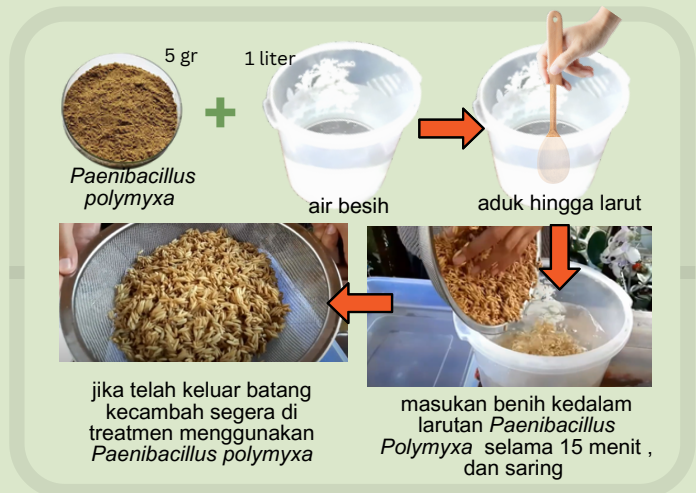 5 gr
1 liter
Paenibacillus
polymyxa
air besih
aduk hingga larut
masukan benih kedalam
larutan Paenibacillus
Polymyxa selama 15 menit ,
dan saring
jika telah keluar batang
kecambah segera di
treatmen menggunakan
Paenibacillus polymyxa